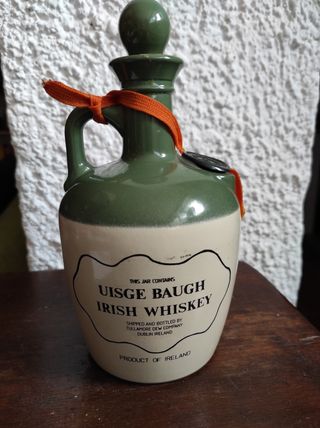 THIS JAR CONTAINS
UISGE BAUGH
IRISH WHISKEY
SHIPPED AND BOTTLED BY
TULLAMORE DEW COMPANY
DUBLIN IRELAND
PRODUCT OF IRELAND